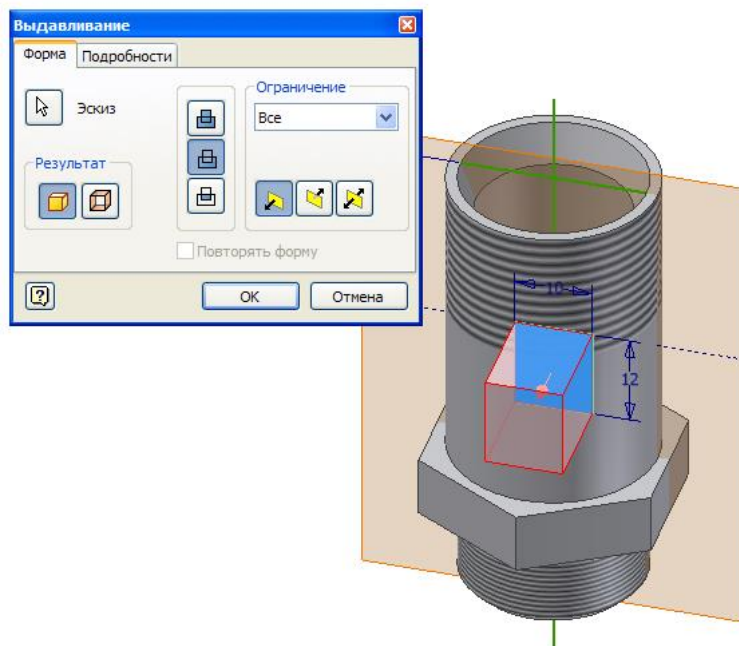 Выдавливание
Форма
Подробности
Эскиз
Результат
Ограничение
Все
Повторять форму
?
OK
Отмена
10
12